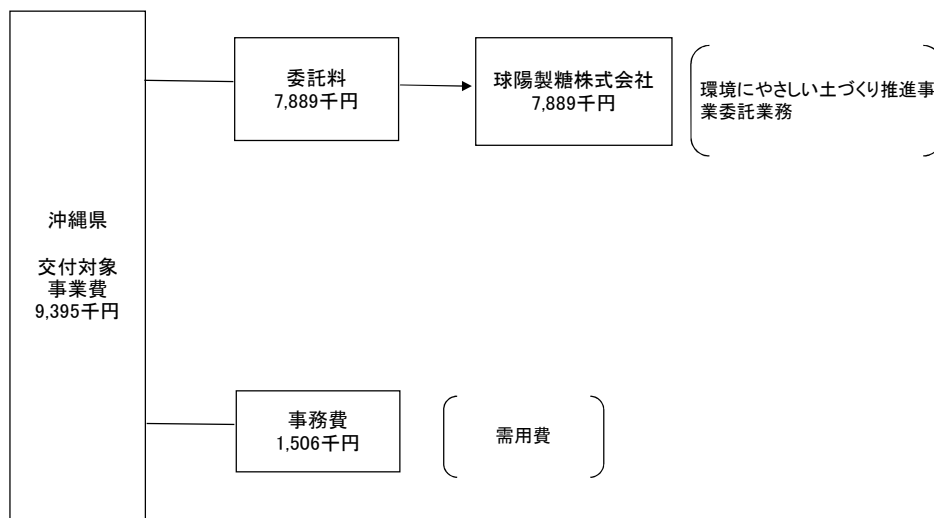 沖縄県
交付対象
事業費
9,395千円
委託料
7,889千円
球陽製糖株式会社
7,889千円
環境にやさしい土づくり推進事
業委託業務
事務費
1,506千円
需用費